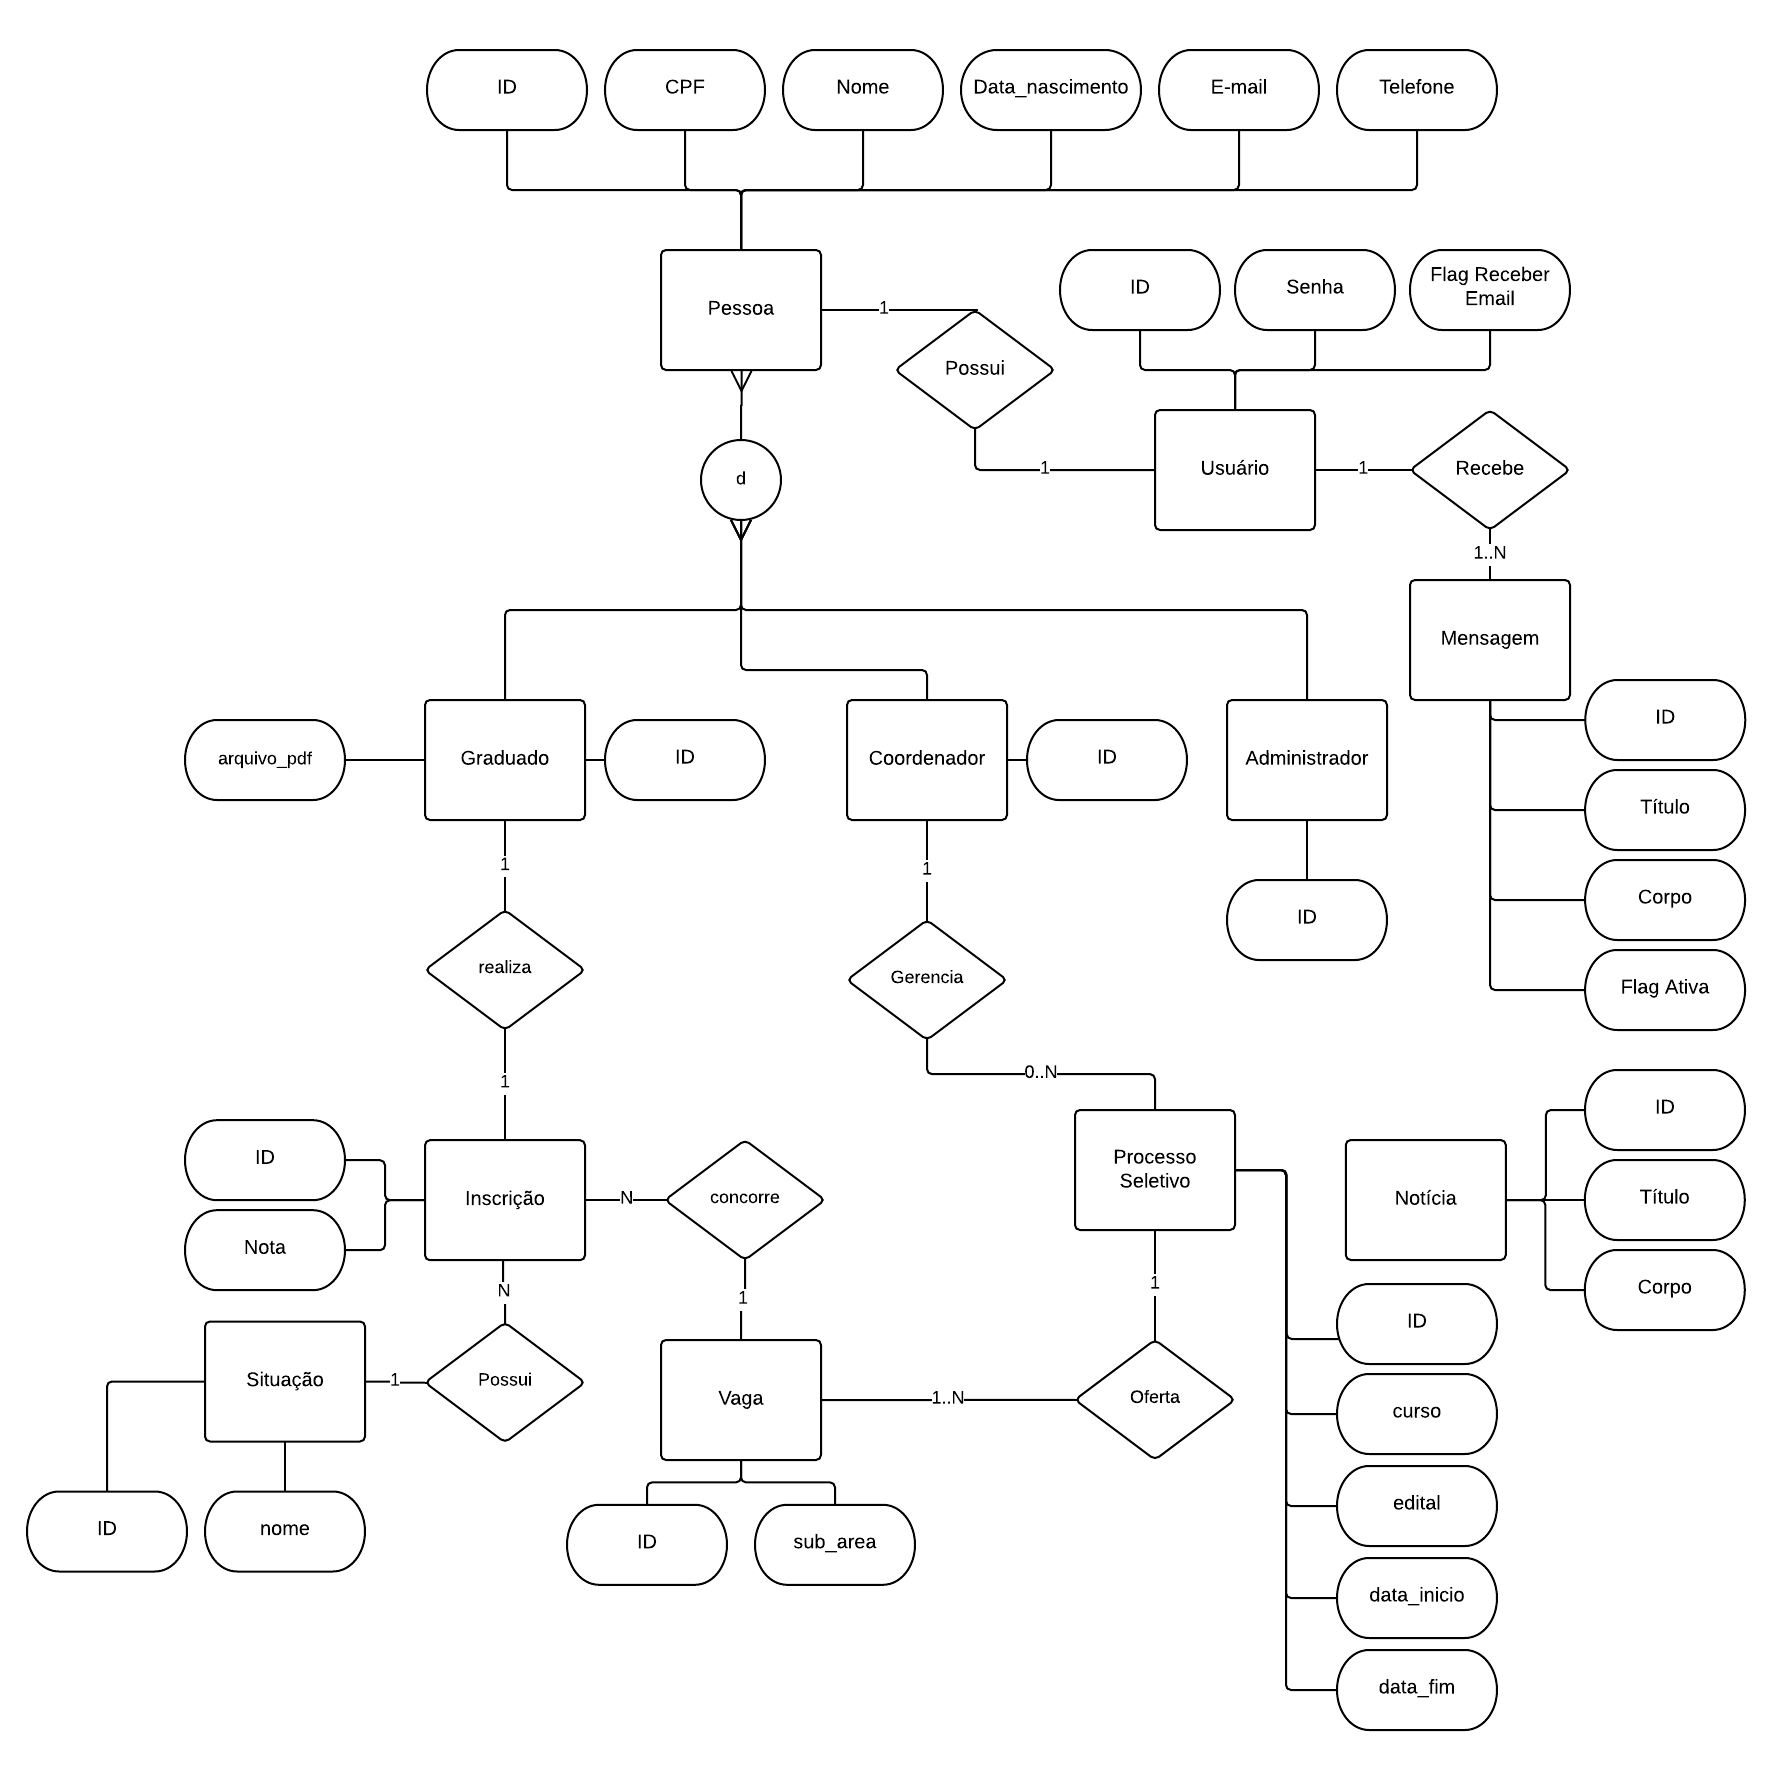 ID
CPF
Nome
Data_nascimento
E-mail
Telefone
Pessoa
1
Possui
1
ID
Senha
Flag Receber
Email
Usuário
1
Recebe
1..N
Mensagem
ID
Título
Corpo
Flag Ativa
d
arquivo_pdf
Graduado
ID
Coordenador
ID
Administrador
ID
1
realiza
1
1
Gerencia
0..N
ID
Nota
Inscrição
N
concorre
1
N
Possui
1
Situação
ID
nome
Vaga
ID
sub_area
1..N
Oferta
1
Processo
Seletivo
ID
curso
edital
data_inicio
data_fim
Notícia
ID
Título
Corpo